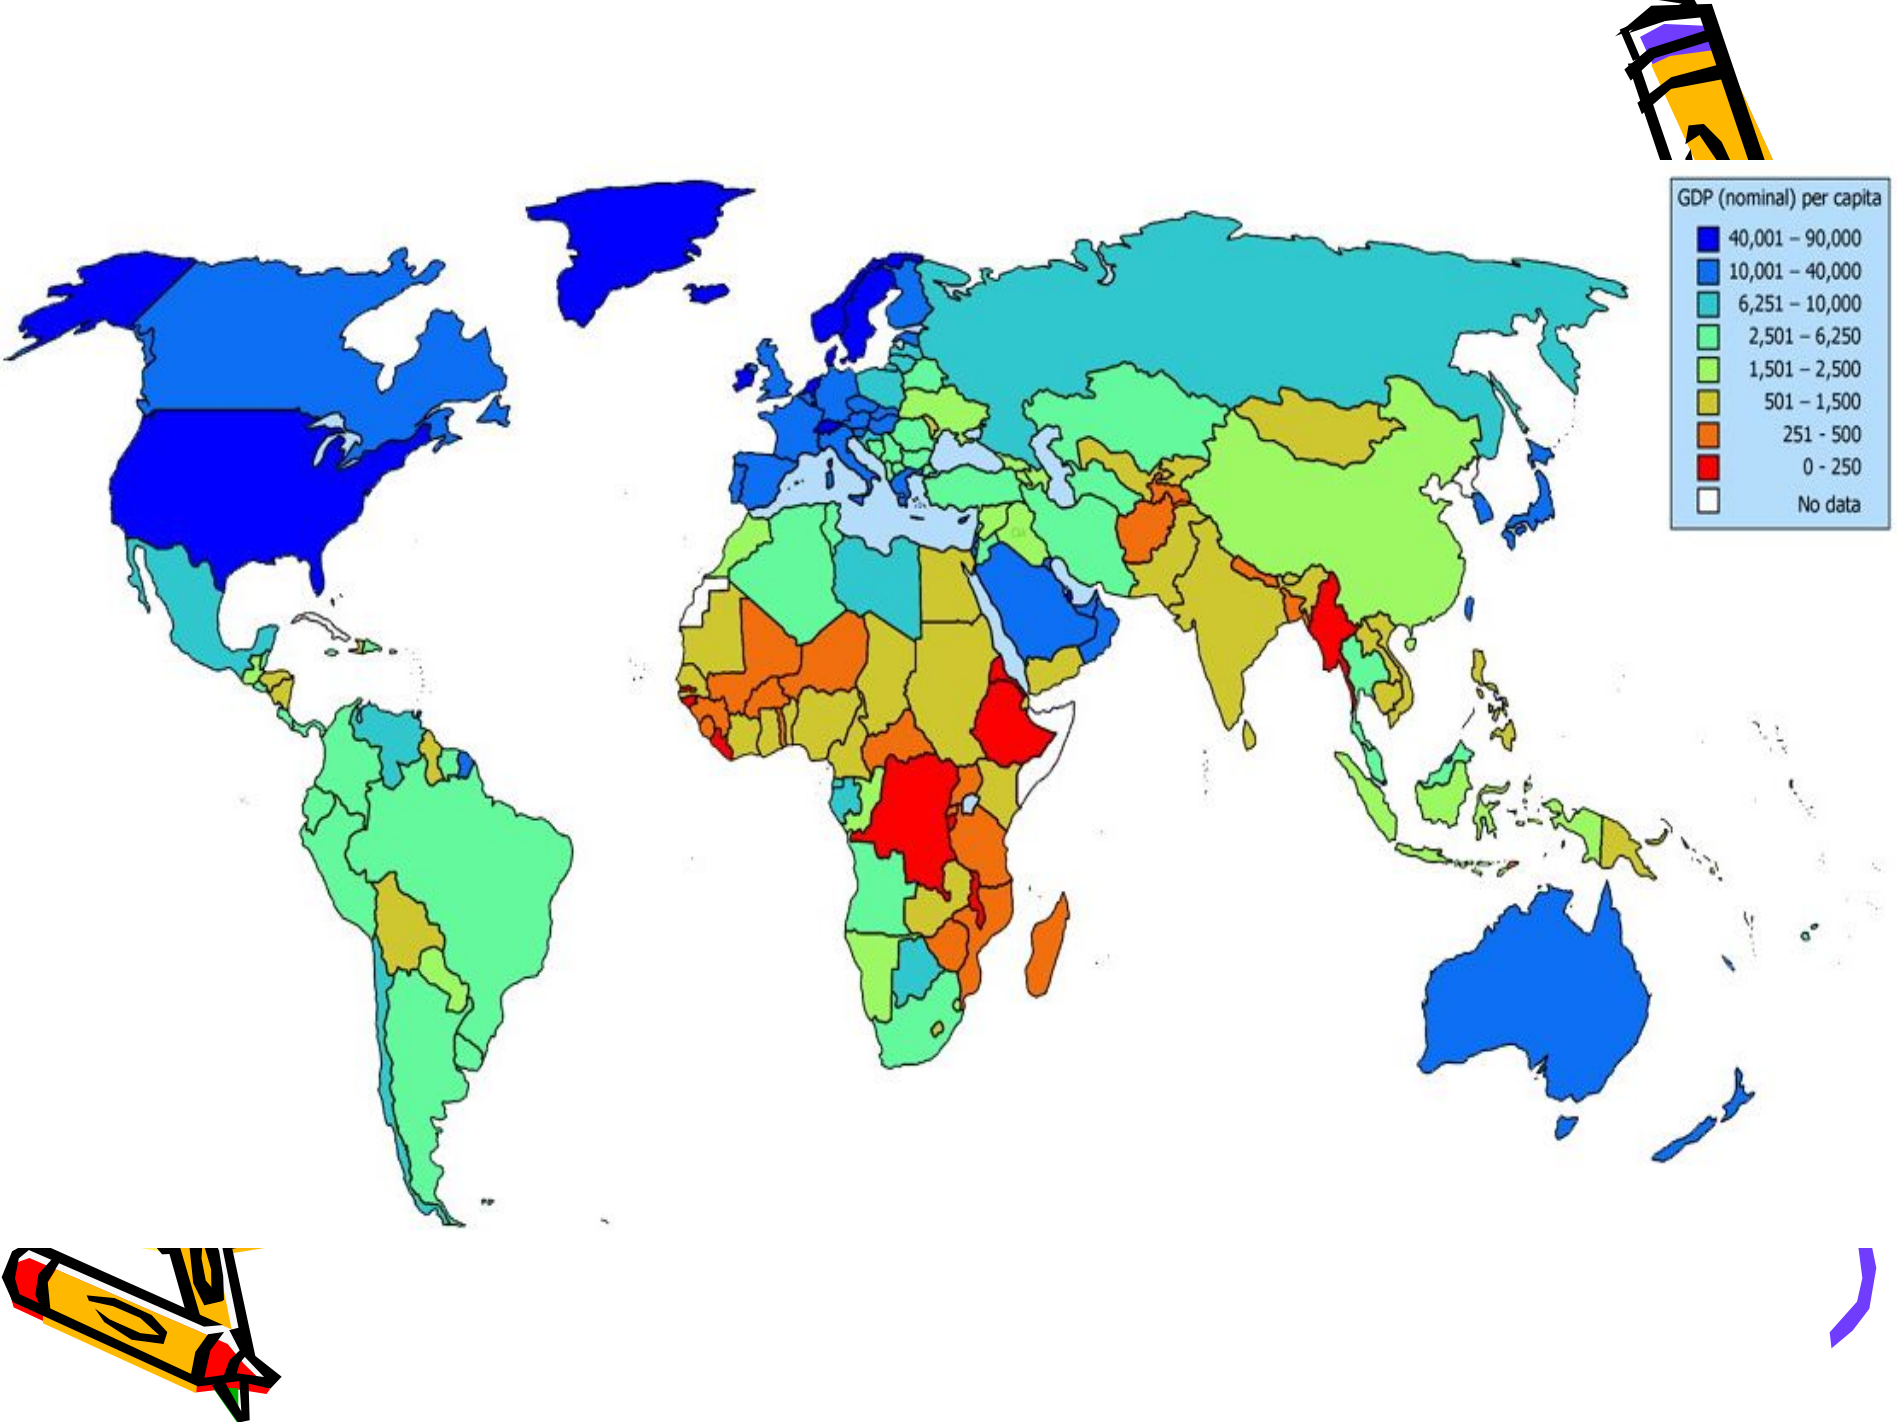 GDP (nominal) per capita
40,001 – 90,000
10,001 – 40,000
6,251 – 10,000
2,501 – 6,250
1,501 – 2,500
501 – 1,500
251 - 500
0 - 250
No data